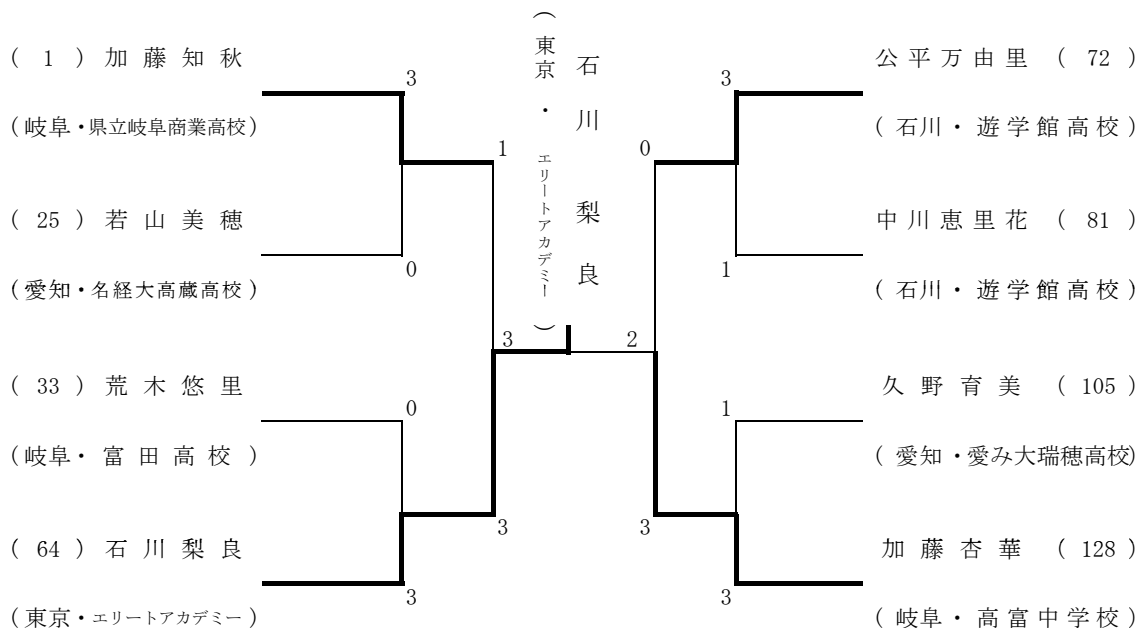 ( 1 ) 加 藤 知 秋
3
(岐阜・県立岐阜商業高校)
1
( 25 ) 若 山 美 穂
0
(愛知・名経大高蔵高校)
3
( 33 ) 荒 木 悠 里
0
(岐阜・ 富 田 高 校 )
3
( 64 ) 石 川 梨 良
3
(東京・エリートアカデミー)
(東京・エリートアカデミー)
石川 梨良
公 平 万 由 里 ( 72 )
3
( 石川・ 遊 学 館 高 校 )
0
中 川 恵 里 花 ( 81 )
1
( 石川・ 遊 学 館 高 校 )
2
久 野 育 美 ( 105 )
1
( 愛知・愛み大瑞穂高校)
3
加 藤 杏 華 ( 128 )
3
( 岐阜・ 高 富 中 学 校 )